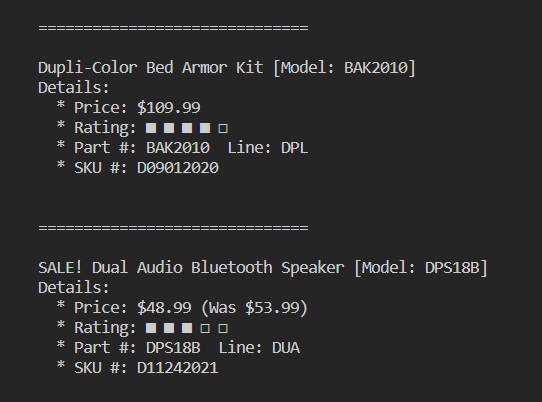 ==============================
Dupli-Color Bed Armor Kit [Model: BAK2010]
Details:
* Price: $109.99
* Rating: ■ ■ ■ ■ □
* Part #: BAK2010  Line: DPL
* SKU #: D09012020
==============================
SALE! Dual Audio Bluetooth Speaker [Model: DPS18B]
Details:
* Price: $48.99 (Was $53.99)
* Rating: ■ ■ ■ □ □
* Part #: DPS18B  Line: DUA
* SKU #: D11242021